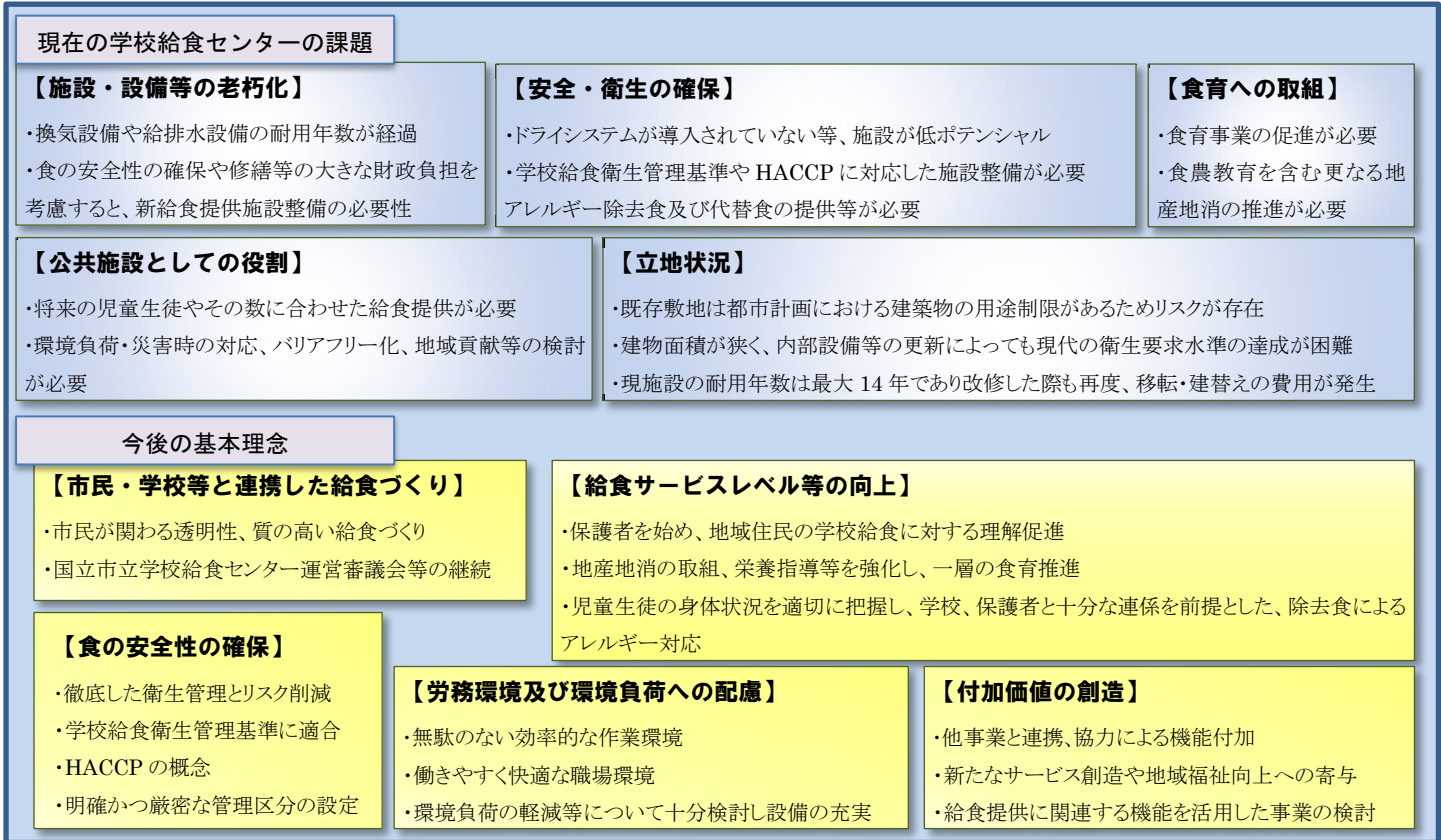 現在の学校給食センターの課題
【施設・設備等の老朽化】
・換気設備や給排水設備の耐用年数が経過
・食の安全性の確保や修繕等の大きな財政負担を
考慮すると、新給食提供施設整備の必要性
【安全・衛生の確保】
・ドライシステムが導入されていない等、施設が低ポテンシャル
・学校給食衛生管理基準や HACCP に対応した施設整備が必要
アレルギー除去食及び代替食の提供等が必要
【食育への取組】
・食育事業の促進が必要
・食農教育を含む更なる地
産地消の推進が必要
【公共施設としての役割】
・将来の児童生徒やその数に合わせた給食提供が必要
・環境負荷・災害時の対応、バリアフリー化、地域貢献等の検討
が必要
【立地状況】
・既存敷地は都市計画における建築物の用途制限があるためリスクが存在
・建物面積が狭く、内部設備等の更新によっても現代の衛生要求水準の達成が困難
・現施設の耐用年数は最大 14 年であり改修した際も再度、移転・建替えの費用が発生
今後の基本理念
【市民・学校等と連携した給食づくり】
・市民が関わる透明性、質の高い給食づくり
・国立市立学校給食センター運営審議会等の継続
【給食サービスレベル等の向上】
・保護者を始め、地域住民の学校給食に対する理解促進
・地産地消の取組、栄養指導等を強化し、一層の食育推進
・児童生徒の身体状況を適切に把握し、学校、保護者と十分な連係を前提とした、除去食による
アレルギー対応
【食の安全性の確保】
・徹底した衛生管理とリスク削減
・学校給食衛生管理基準に適合
・HACCP の概念
・明確かつ厳密な管理区分の設定
【労務環境及び環境負荷への配慮】
・無駄のない効率的な作業環境
・働きやすく快適な職場環境
・環境負荷の軽減等について十分検討し設備の充実
【付加価値の創造】
・他事業と連携、協力による機能付加
・新たなサービス創造や地域福祉向上への寄与
・給食提供に関連する機能を活用した事業の検討